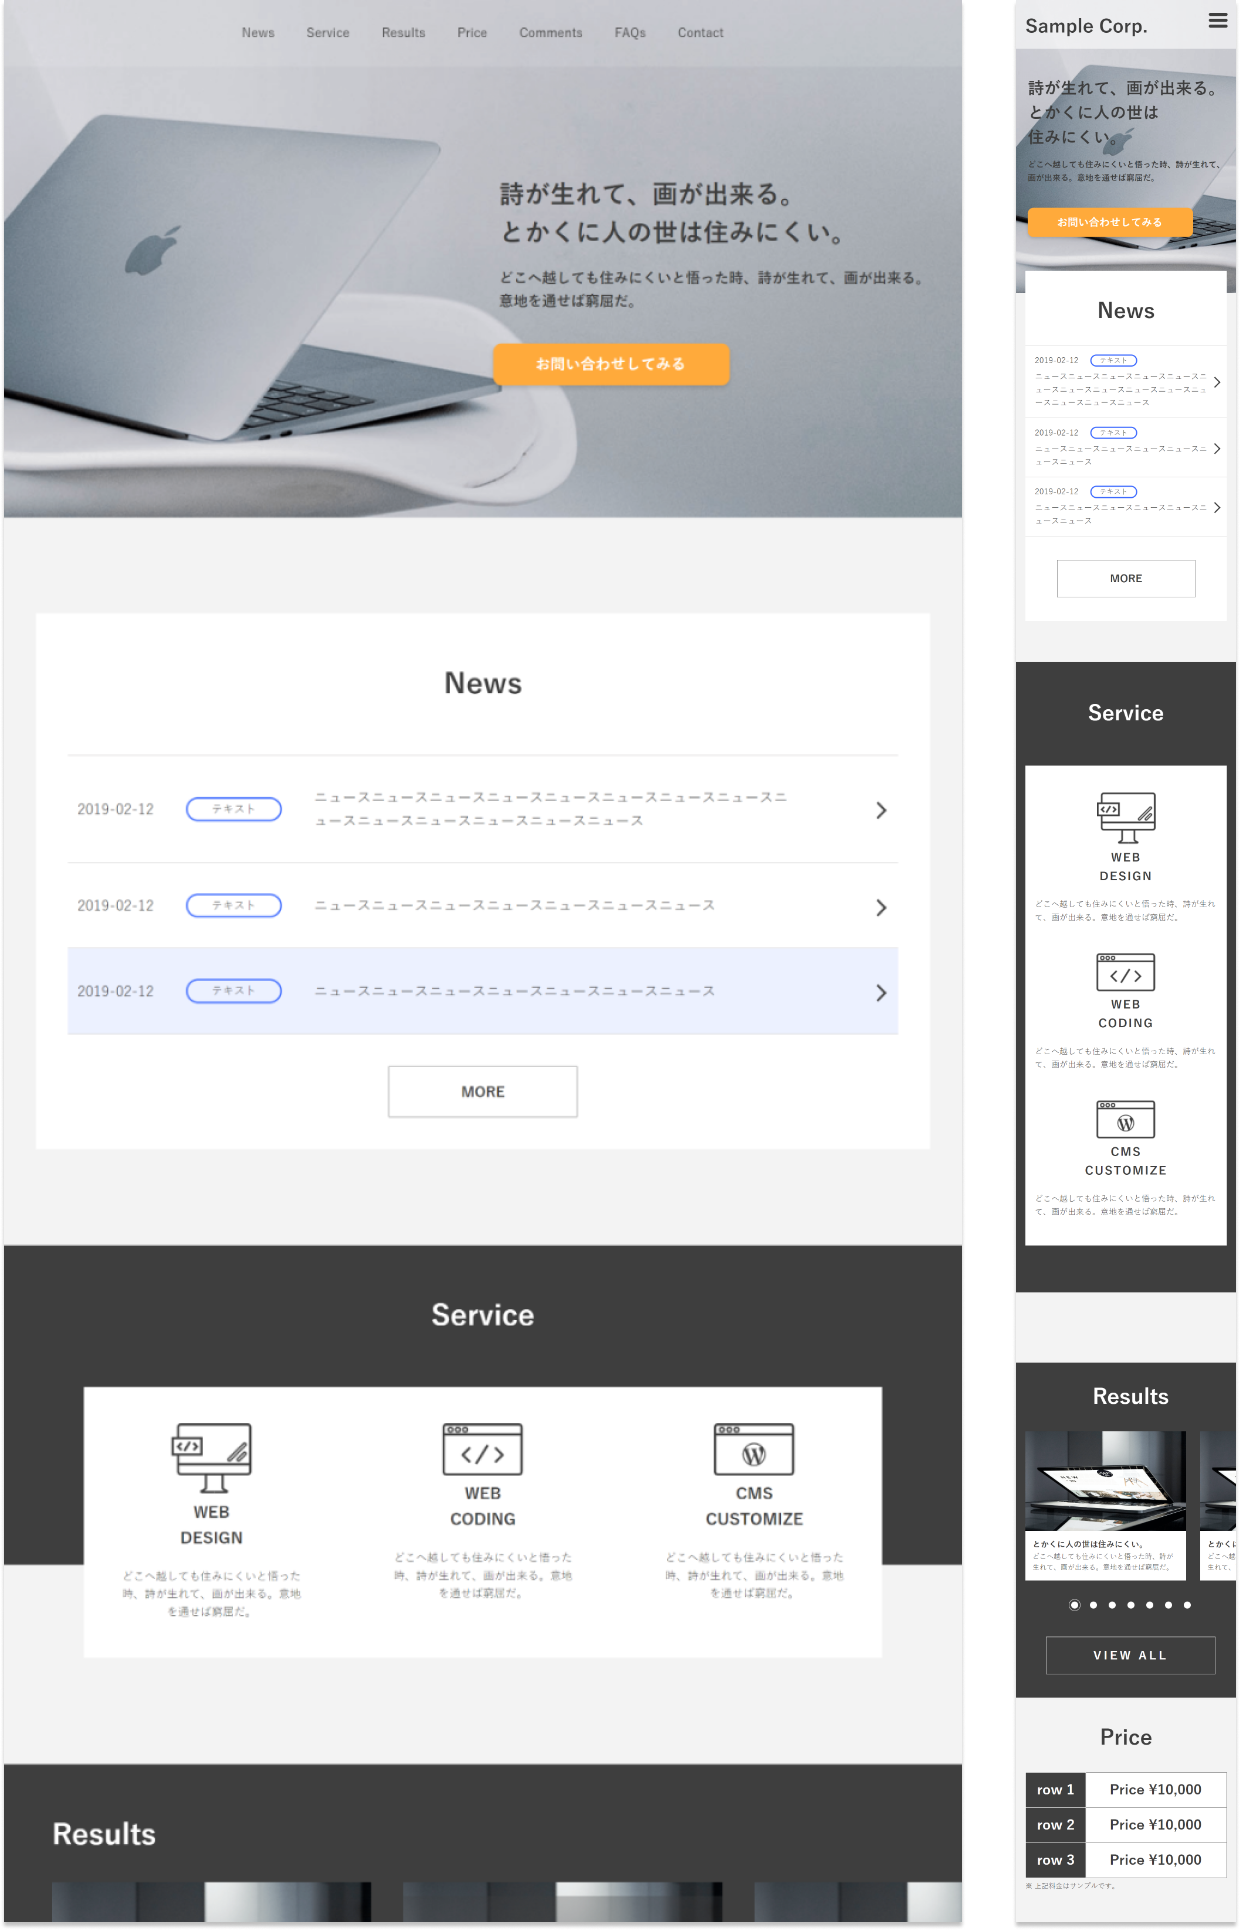 News Service Results Price Comments FAQs Contact
詩が生れて、画が出来る。
とかくに人の世は住みにくい。
どこへ越しても住みにくいと悟った時、詩が生れて、画が出来る。
意地を通せば窮屈だ。
お問い合わせしてみる
News
2019-02-12 テキスト ニュースニュースニュースニュースニュースニュースニュースニュースニ
ュースニュースニュースニュースニュースニュース
2019-02-12 テキスト ニュースニュースニュースニュースニュースニュースニュース
2019-02-12 テキスト ニュースニュースニュースニュースニュースニュースニュース
MORE
Service
WEB
DESIGN
どこへ越しても住みにくいと悟った
時、詩が生れて、画が出来る。意地
を通せば窮屈だ。
</>
WEB
CODING
どこへ越しても住みにくいと悟った
時、詩が生れて、画が出来る。意地
を通せば窮屈だ。
CMS
CUSTOMIZE
どこへ越しても住みにくいと悟った
時、詩が生れて、画が出来る。意地
を通せば窮屈だ。
Results
Sample Corp.
詩が生れて、画が出来る。
とかくに人の世は
住みにくい。
どこへ越しても住みにくいと悟った時、詩が生れて、
画が出来る。意地を通せば窮屈だ。
お問い合わせしてみる
News
2019-02-12 テキスト
ニュースニュースニュースニュースニュースニ
ュースニュースニュースニュースニュースニュ
ースニュースニュースニュース
2019-02-12 テキスト
ニュースニュースニュースニュースニュースニ
ュースニュース
2019-02-12 テキスト
ニュースニュースニュースニュースニュースニ
ュースニュース
MORE
Service
</>
WEB
DESIGN
どこへ越しても住みにくいと悟った時、詩が生れ
て、画が出来る。意地を通せば窮屈だ。
</>
WEB
CODING
どこへ越しても住みにくいと悟った時、詩が生れ
て、画が出来る。意地を通せば窮屈だ。
CMS
CUSTOMIZE
どこへ越しても住みにくいと悟った時、詩が生れ
て、画が出来る。意地を通せば窮屈だ。
Results
とかくに人の世は住みにくい。
どこへ越しても住みにくいと悟った時、詩が
生れて、画が出来る。意地を通せば窮屈だ。
VIEW ALL
Price
row 1 Price ¥10,000
row 2 Price ¥10,000
row 3 Price ¥10,000
※ 上記料金はサンプルです。